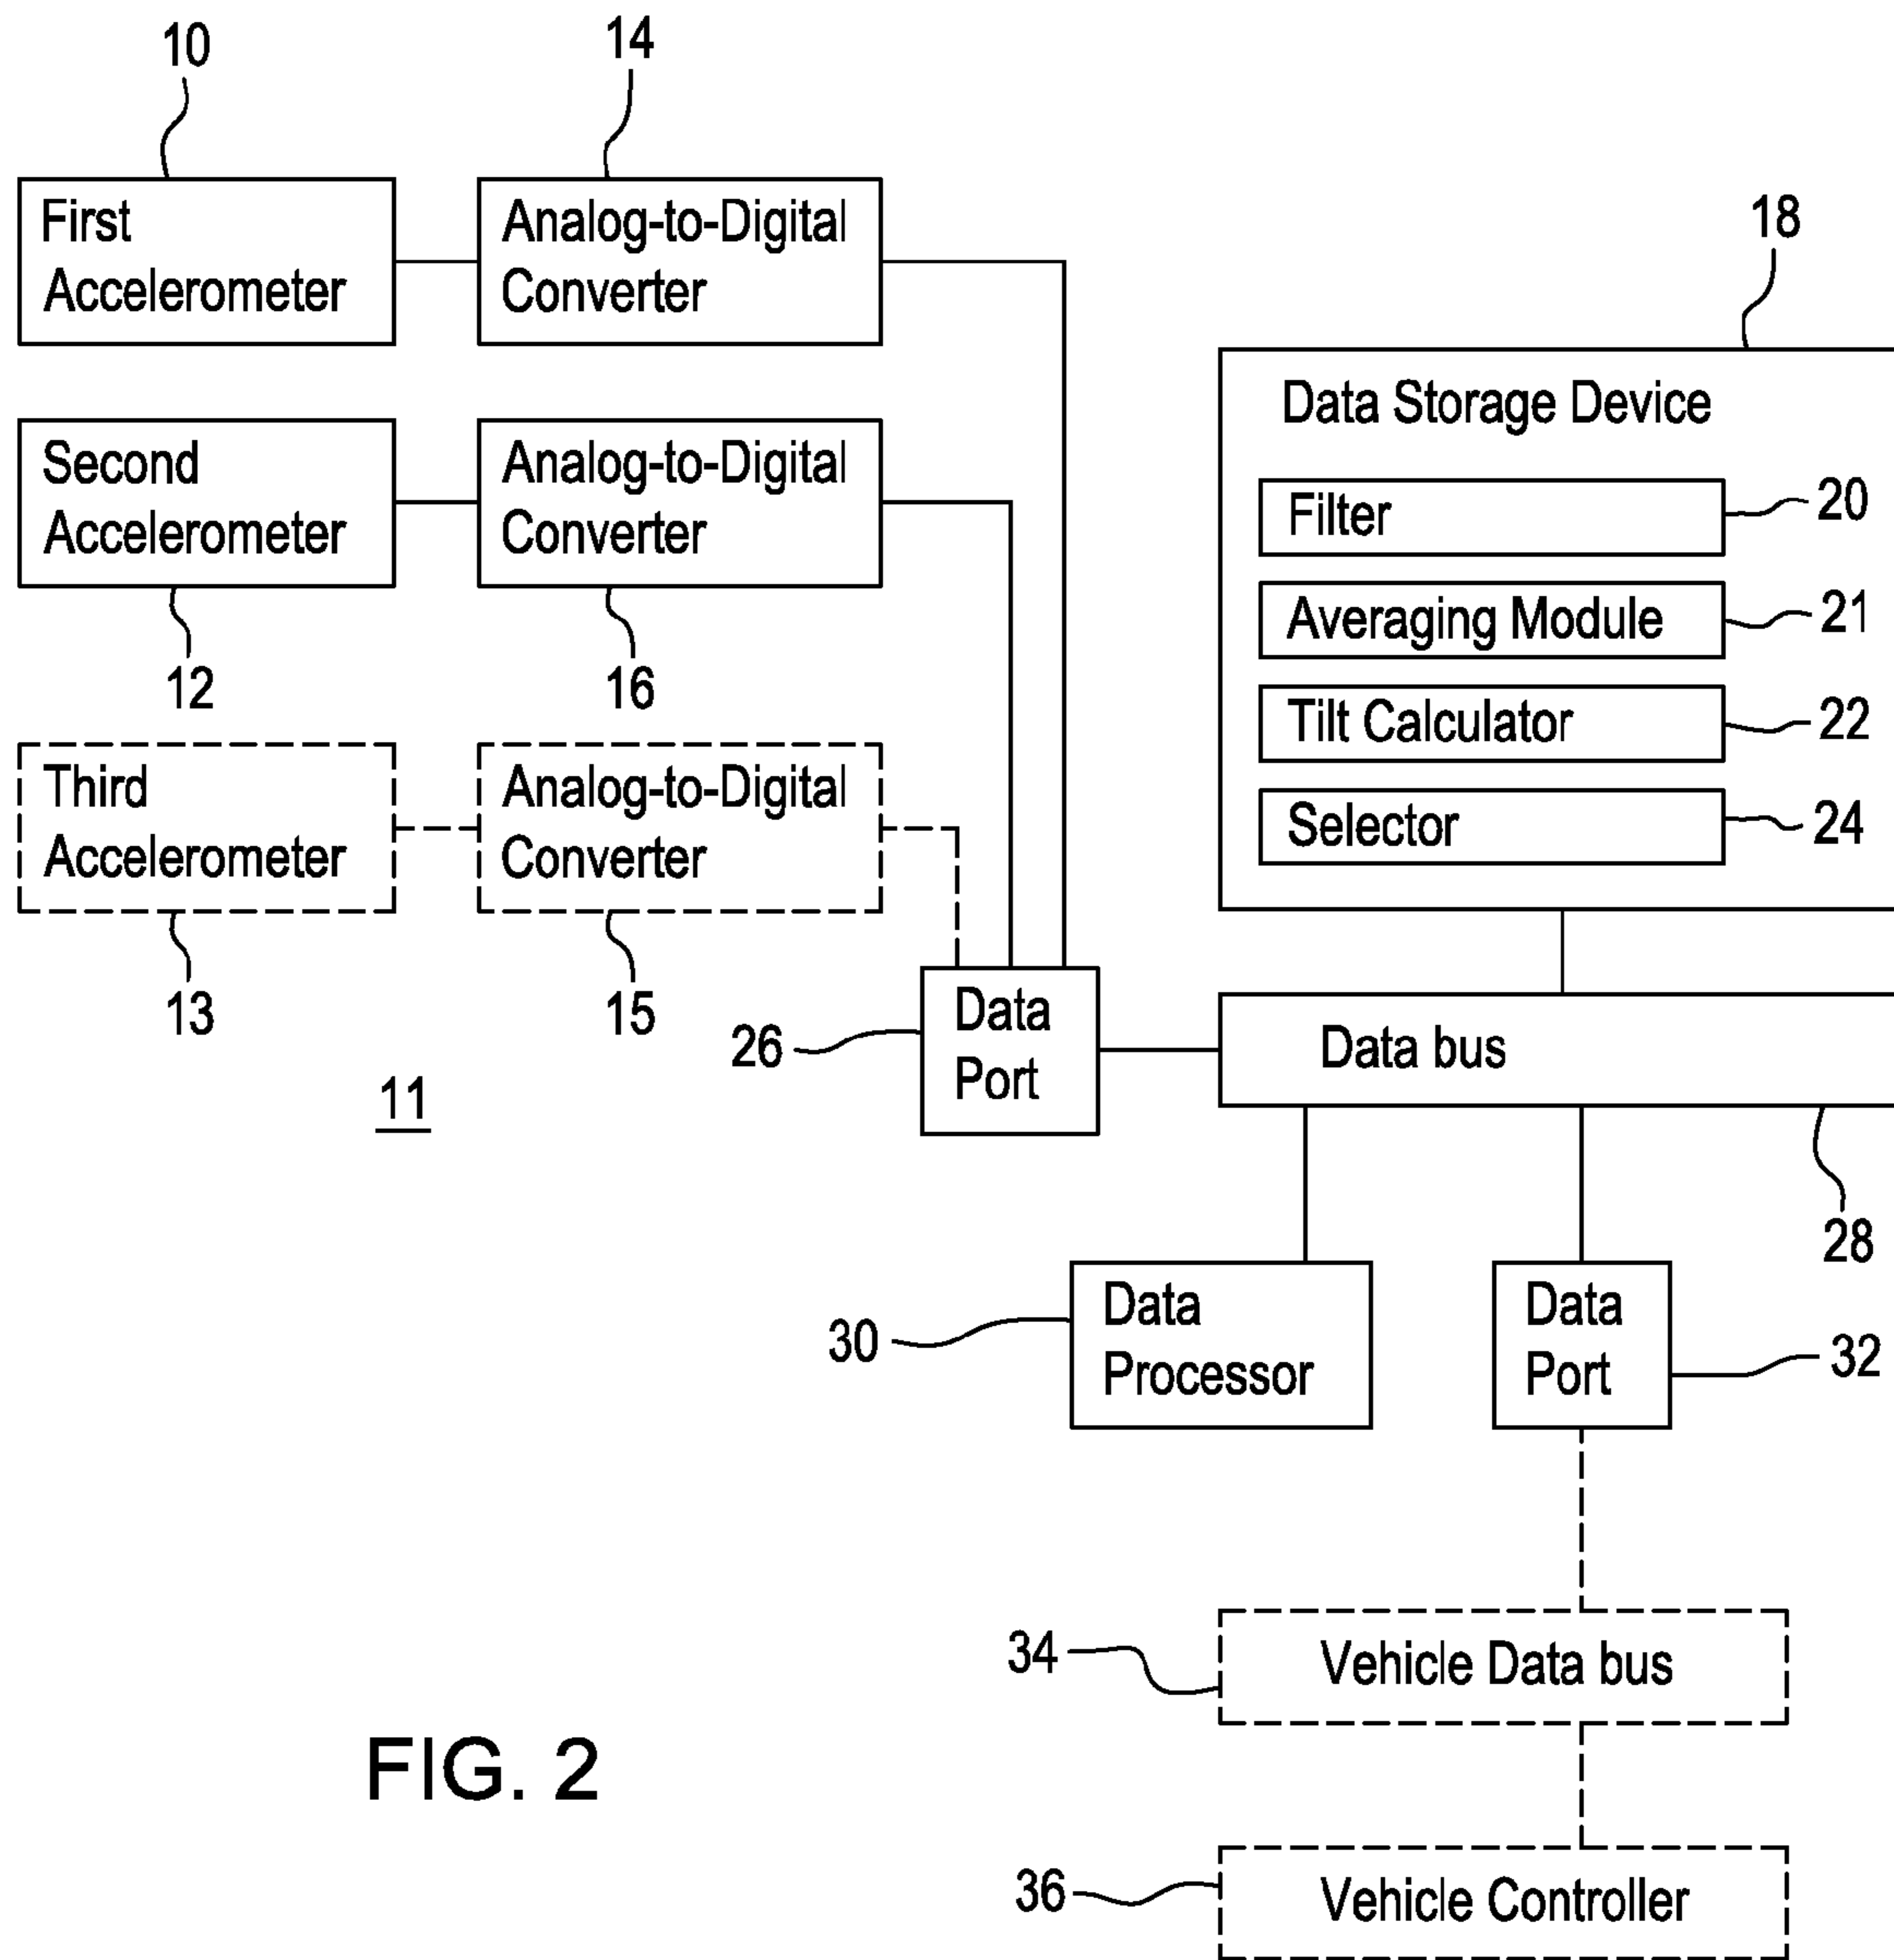 10
14
First
Accelerometer
Analog-to-Digital
Converter
18
Data Storage Device
Second
Accelerometer
Analog-to-Digital
Converter
Filter
20
Averaging Module
21
12
16
Tilt Calculator
22
Third
Accelerometer
Analog-to-Digital
Converter
Selector
24
13
15
26
Data
Port
Data bus
11
28
30
Data
Processor
Data
Port
32
34
Vehicle Data bus
FIG. 2
36
Vehicle Controller